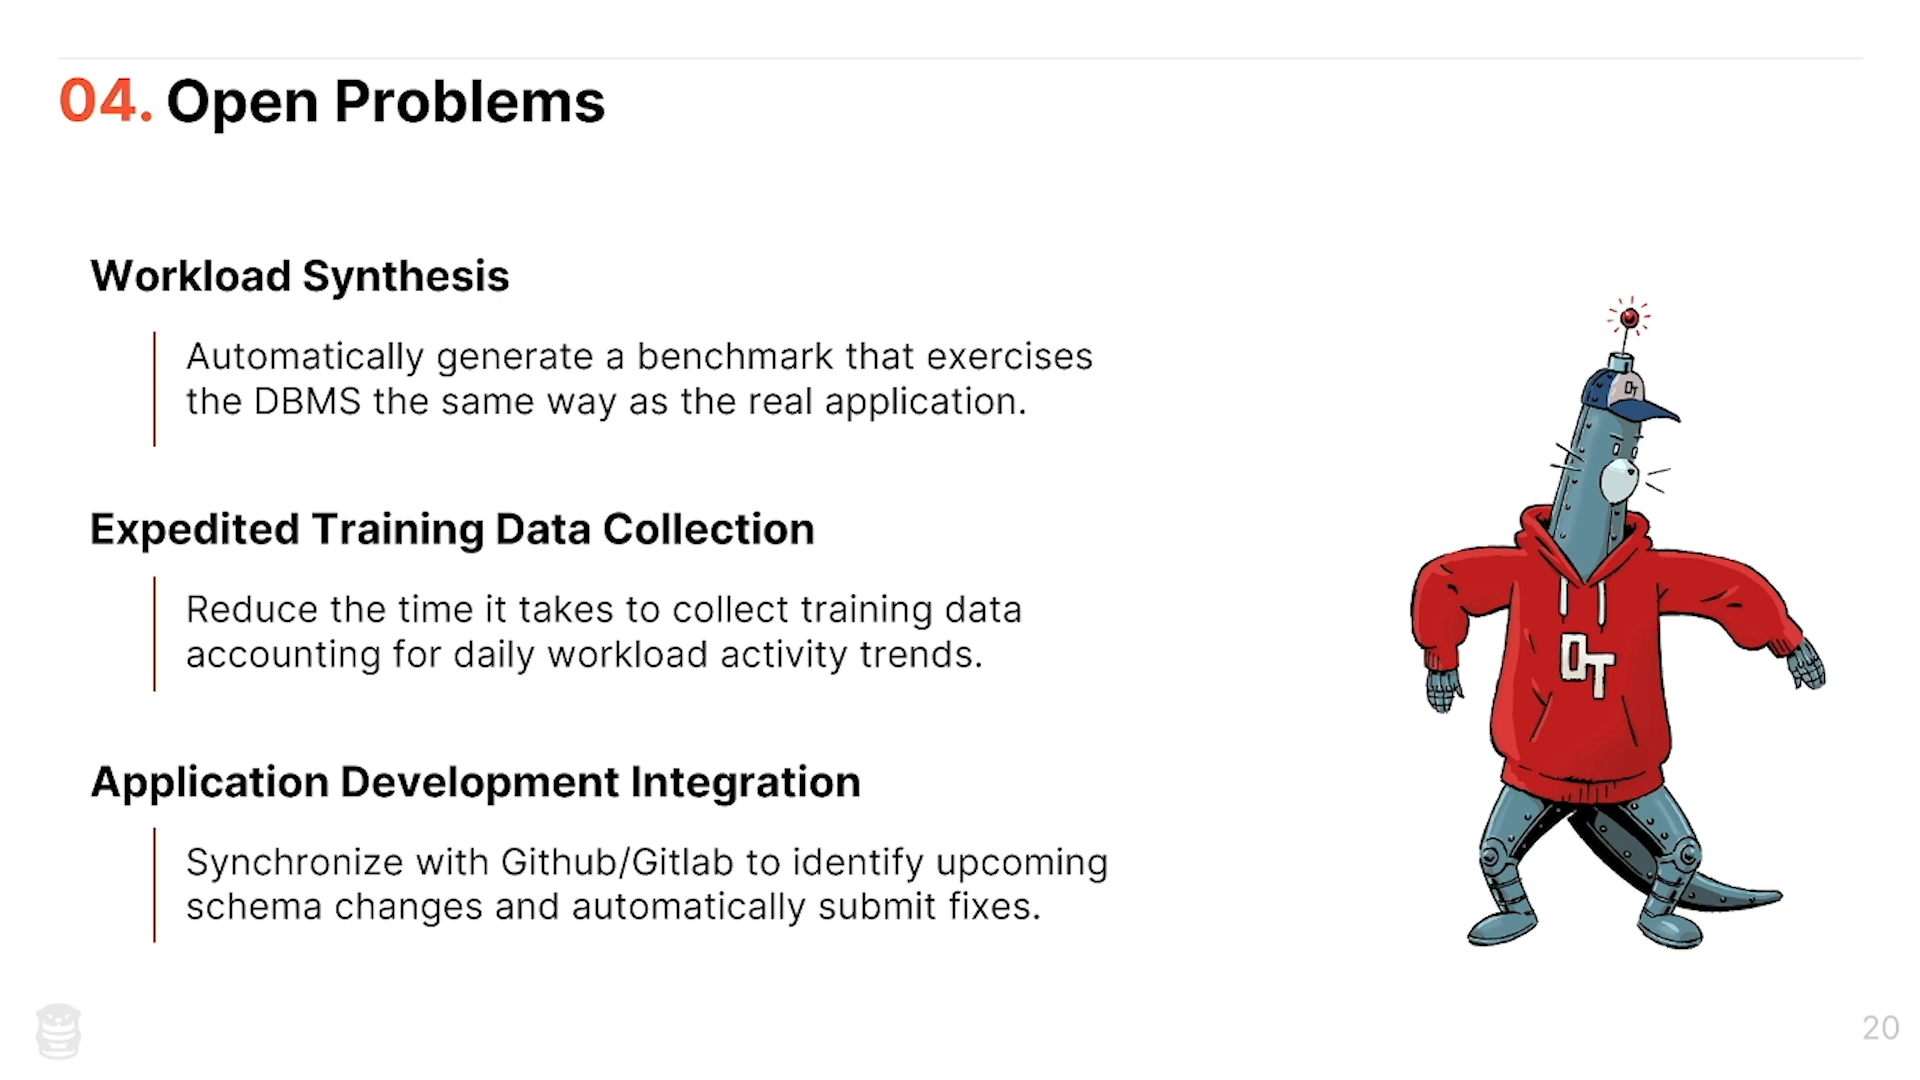 04. Open Problems
Workload Synthesis
Automatically generate a benchmark that exercises
the DBMS the same way as the real application.
Expedited Training Data Collection
Reduce the time it takes to collect training data
accounting for daily workload activity trends.
Application Development Integration
Synchronize with Github/Gitlab to identify upcoming
schema changes and automatically submit fixes.
OT
OT
20